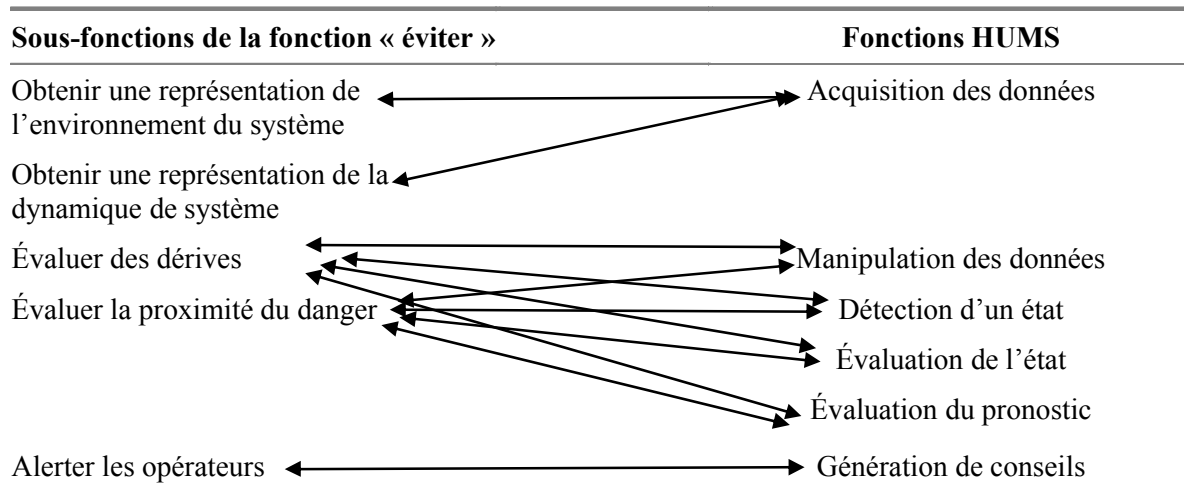 Sous-fonctions de la fonction « éviter » Fonctions HUMS
Obtenir une représentation de Acquisition des données
l’environnement du système
Obtenir une représentation de la
dynamique de système
Évaluer des dérives Manipulation des données
Évaluer la proximité du danger Détection d’un état
Évaluation de l’état
Évaluation du pronostic
Alerter les opérateurs Génération de conseils